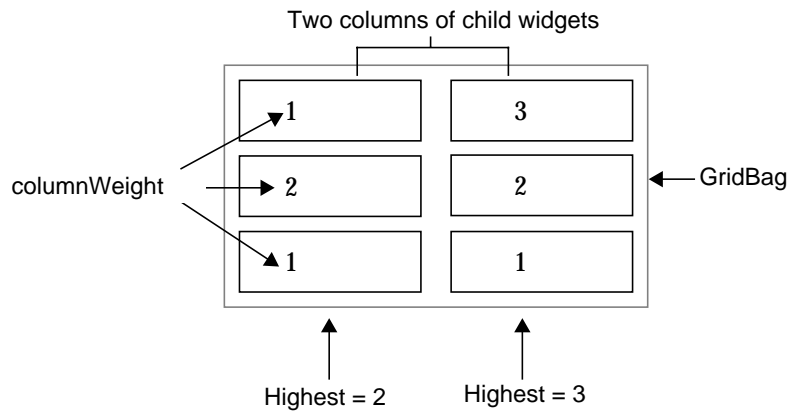 Two columns of child widgets
1 3
columnWeight 2 2 GridBag
1 1
Highest = 2 Highest = 3